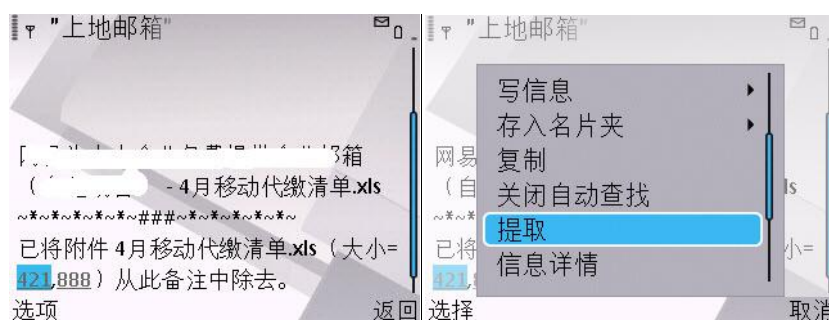 "上地邮箱"
箱
- 4月移动代缴清单.xls
~*~*~*~*~*~###~*~*~*~*~*~
已将附件 4月移动代缴清单.xls（大小=
421,888）从此备注中除去。
选项 返回
"上地邮箱"
写信息
存入名片夹
网易 复制
（自 关闭自动查找 ls
~*~*
已将 提取 小=
421, 信息详情
选择 取消